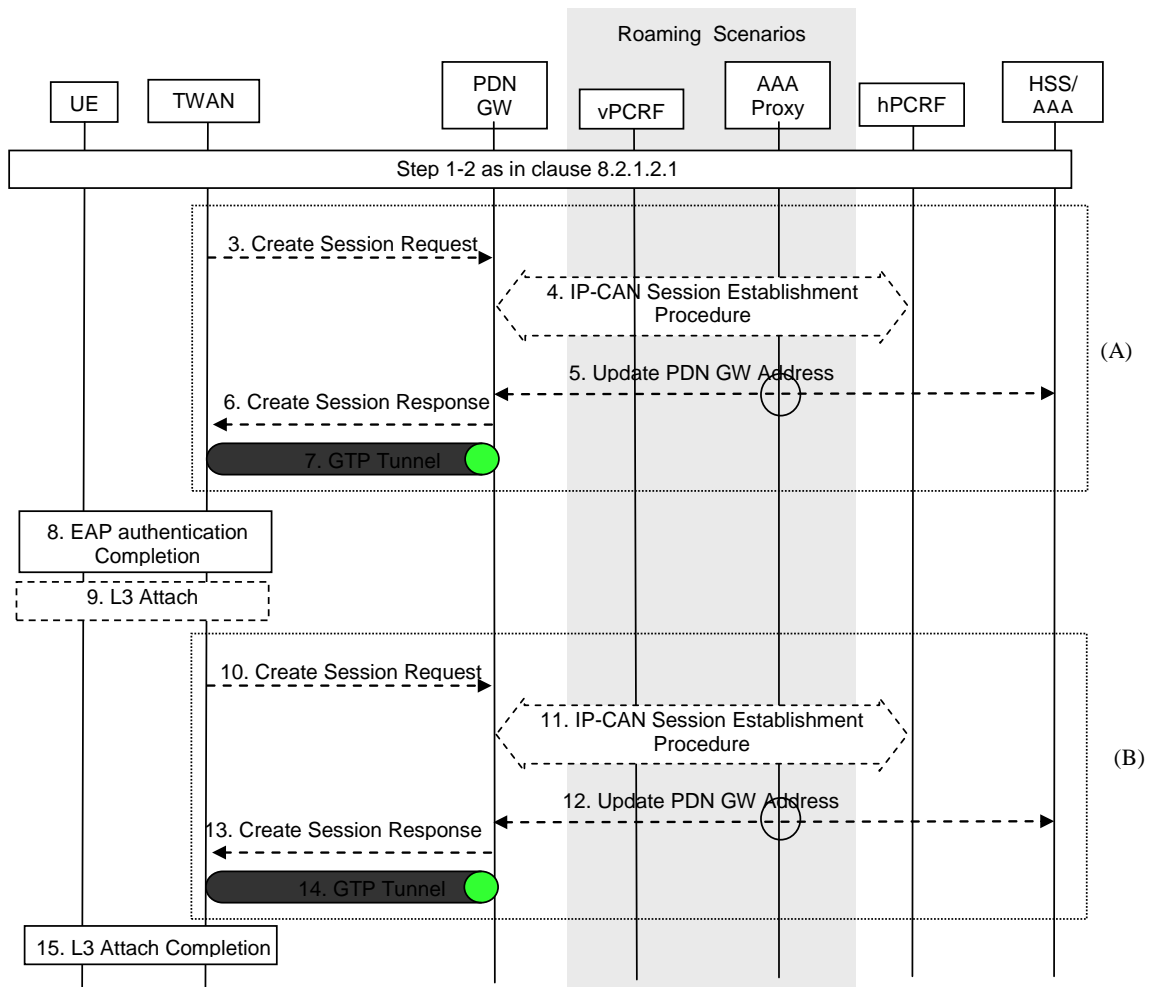 Roaming Scenarios
UE
TWAN
PDN
GW
vPCRF
AAA
Proxy
hPCRF
HSS/
AAA
Step 1-2 as in clause 8.2.1.2.1
3. Create Session Request
4. IP-CAN Session Establishment
Procedure
(A)
5. Update PDN GW Address
6. Create Session Response
7. GTP Tunnel
8. EAP authentication
Completion
9. L3 Attach
10. Create Session Request
11. IP-CAN Session Establishment
Procedure
(B)
12. Update PDN GW Address
13. Create Session Response
14. GTP Tunnel
15. L3 Attach Completion